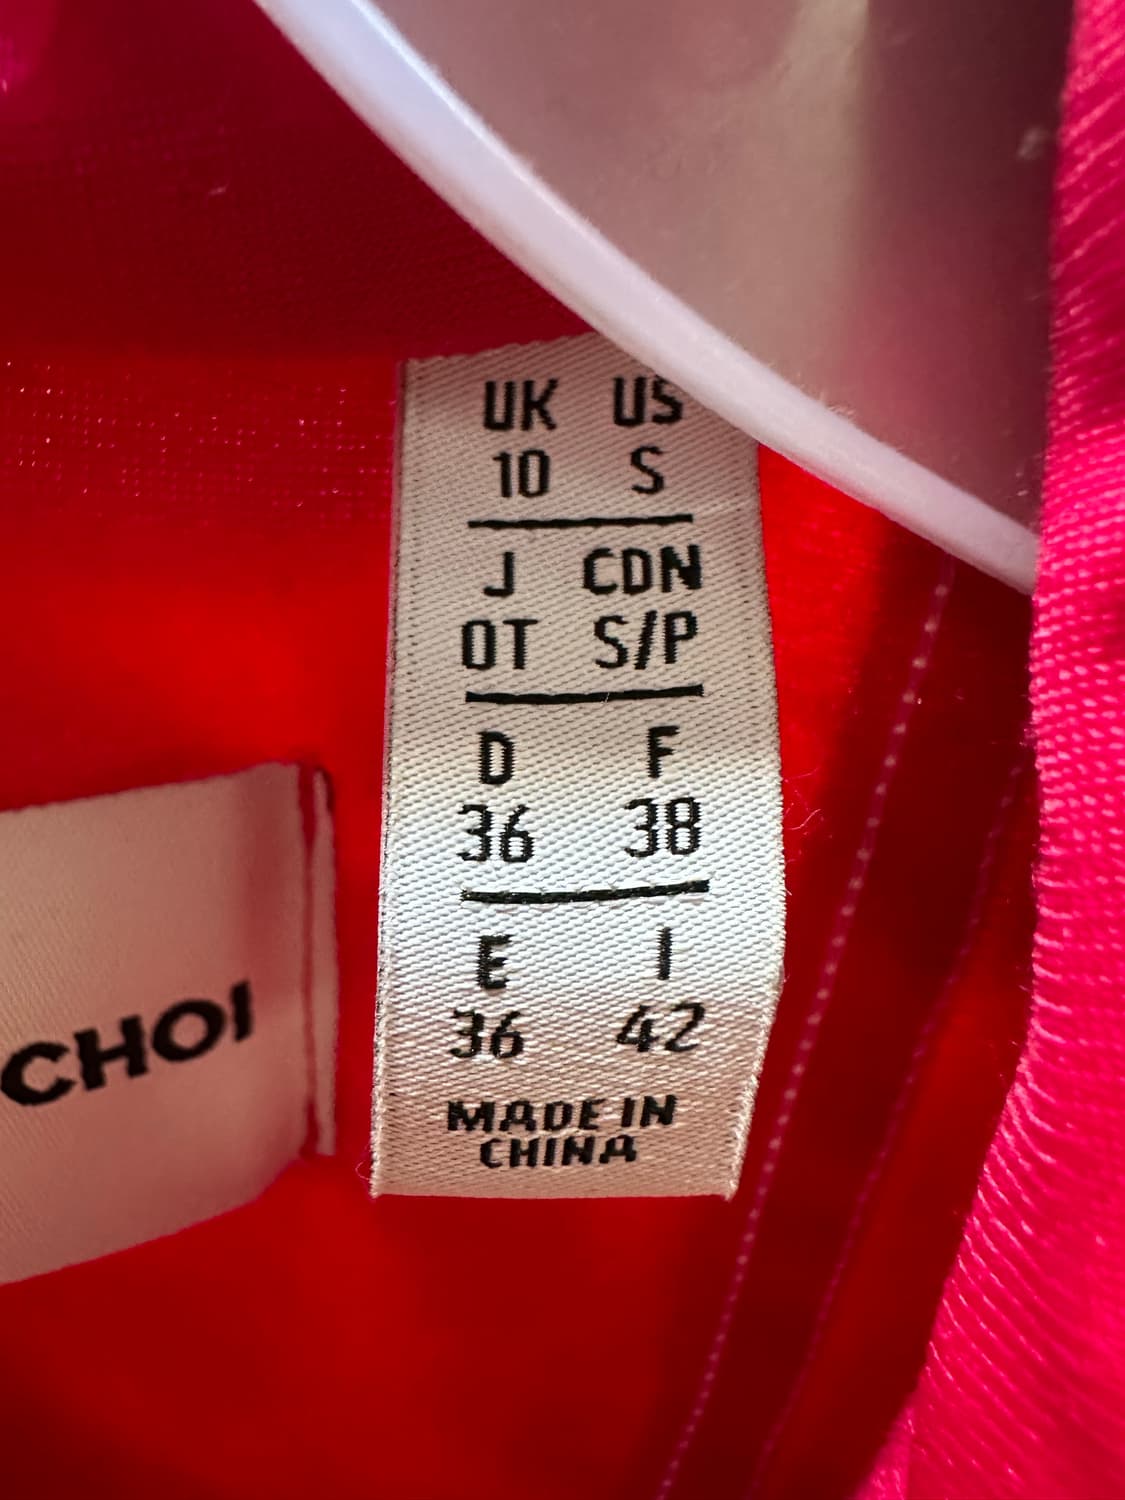 UK US
10 S
J CDN
OT S/P
D F
36 38
E I
36 42
MADE IN
CHINA
CHOI